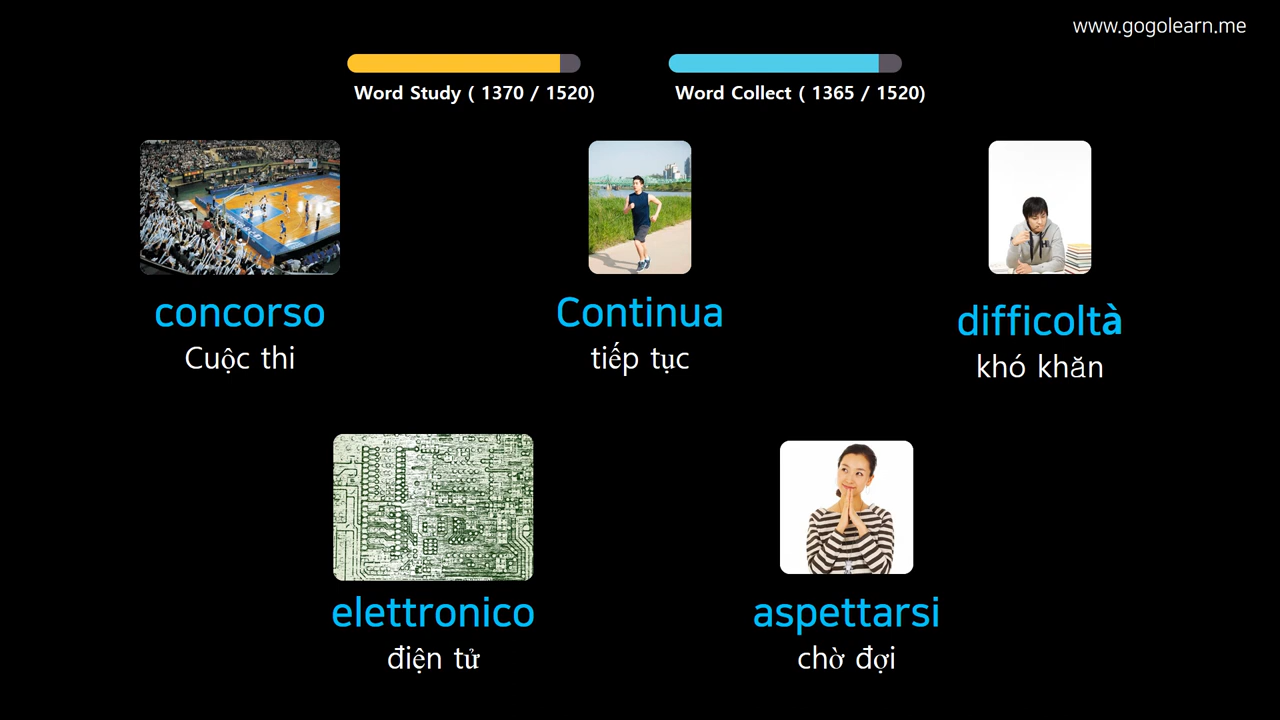 www.gogolearn.me
Word Study ( 1370 / 1520)
Word Collect ( 1365 / 1520)
concorso
Cuộc thi
Continua
tiếp tục
difficoltà
khó khăn
elettronico
điện tử
aspettarsi
chờ đợi